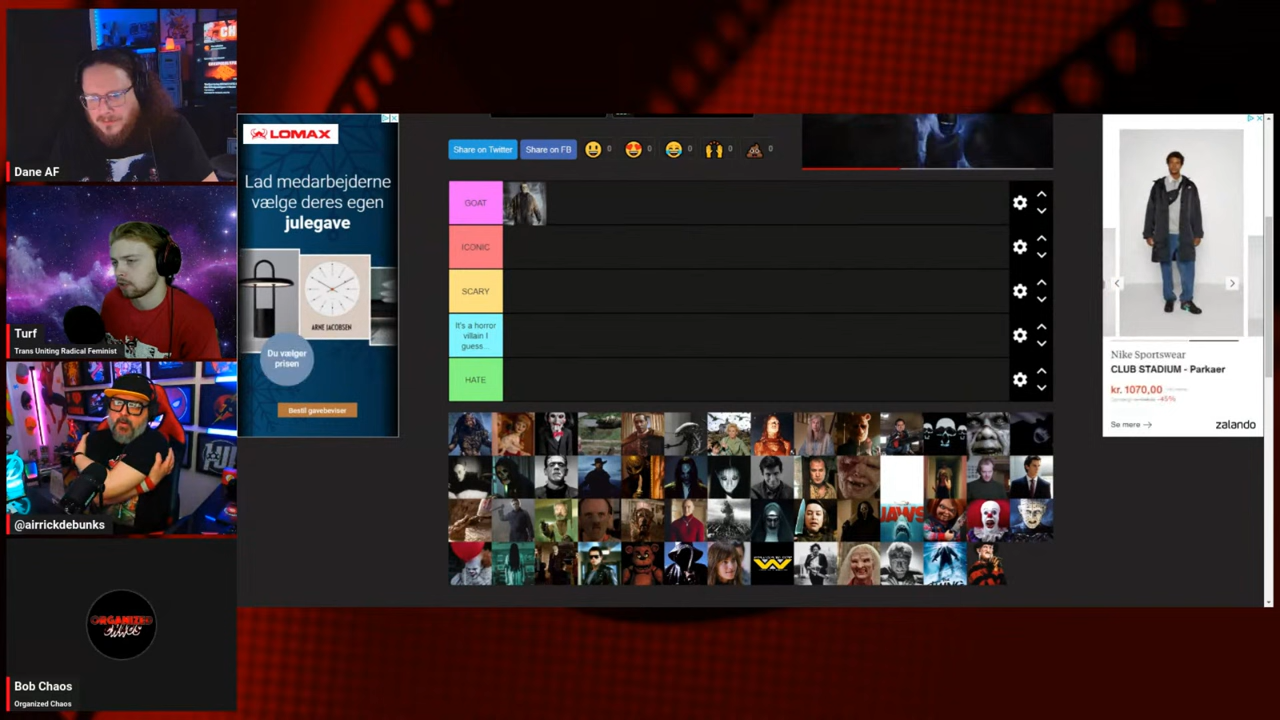 Dane AF
Turf
Trans Uniting Radical Feminist
@airrickdebunks
ORGANIZED
CHAOS
Bob Chaos
Organized Chaos
LOMAX
Lad medarbejderne
vælge deres egen
julegave
ARNE JACOBSEN
Du vælger
prisen
Bestil gavebeviser
Share on Twitter
Share on FB
0
0
0
0
0
GOAT
ICONIC
SCARY
It's a horror
villain I
guess...
HATE
JAWS
THING
Nike Sportswear
CLUB STADIUM - Parkaer
kr. 1070,00
-45%
Se mere →
zalando